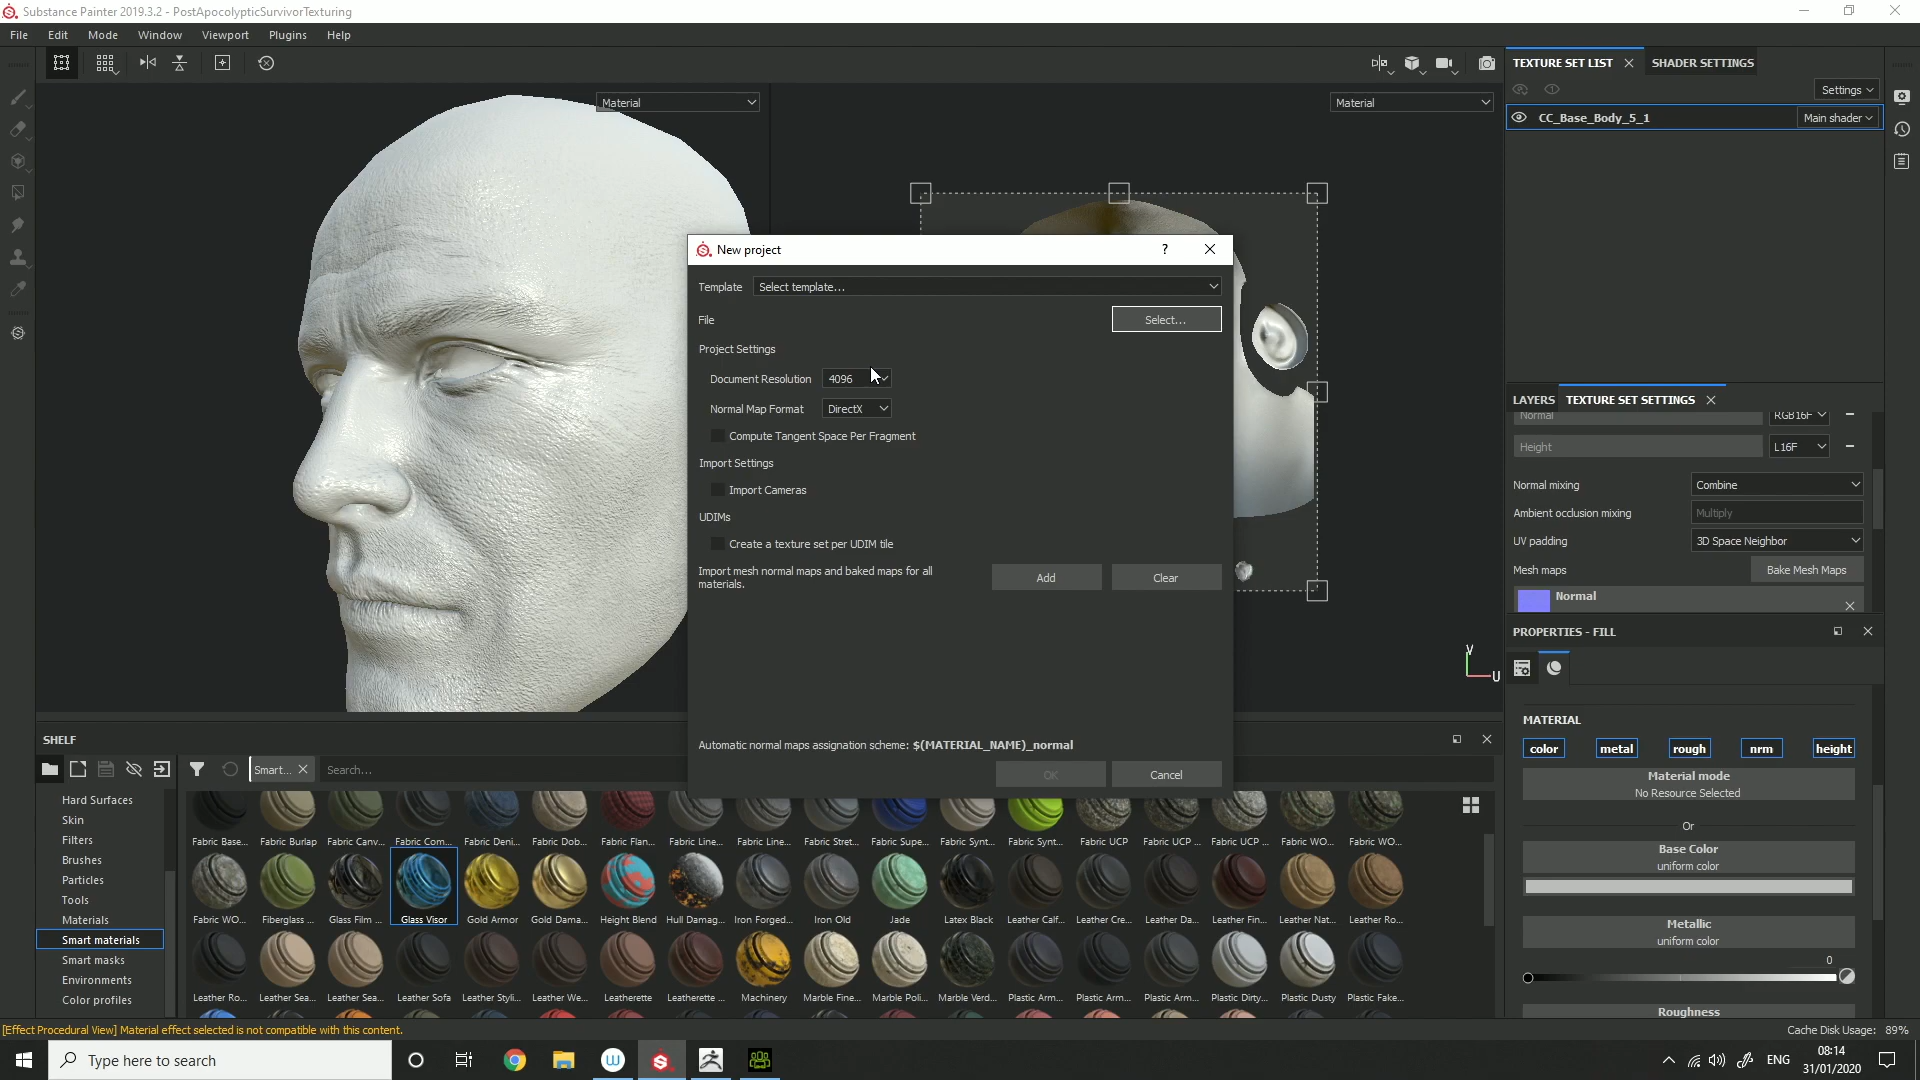 Substance Painter 2019.3.2 - PostApocolypticSurvivorTexturing
File Edit Mode Window Viewport Plugins Help
Material
Material
TEXTURE SET LIST SHADER SETTINGS
Settings
CC_Base_Body_5_1 Main shader
New project
?
Template Select template...
File Select...
Project Settings
Document Resolution 4096
Normal Map Format DirectX
Compute Tangent Space Per Fragment
Import Settings
Import Cameras
UDIMs
Create a texture set per UDIM tile
Import mesh normal maps and baked maps for all
materials.
Add Clear
Automatic normal maps assignation scheme: $(MATERIAL_NAME)_normal
OK Cancel
V
U
LAYERS TEXTURE SET SETTINGS
Normal RGB16F
Height L16F
Normal mixing Combine
Ambient occlusion mixing Multiply
UV padding 3D Space Neighbor
Mesh maps Bake Mesh Maps
Normal
PROPERTIES - FILL
MATERIAL
color metal rough nrm height
Material mode
No Resource Selected
Or
Base Color
uniform color
Metallic
uniform color
0
Roughness
SHELF
Smart... Search...
Hard Surfaces
Skin
Filters
Brushes
Particles
Tools
Materials
Smart materials
Smart masks
Environments
Color profiles
Fabric Base... Fabric Burlap Fabric Canv... Fabric Com... Fabric Deni... Fabric Dob... Fabric Flan... Fabric Line... Fabric Line... Fabric Stret... Fabric Supe... Fabric Synt... Fabric Synt... Fabric UCP Fabric UCP ... Fabric UCP ... Fabric WO... Fabric WO...
Fabric WO... Fiberglass ... Glass Film ... Glass Visor Gold Armor Gold Dama... Height Blend Hull Damag... Iron Forged... Iron Old Jade Latex Black Leather Calf... Leather Cre... Leather Da... Leather Fin... Leather Nat... Leather Ro...
Leather Ro... Leather Sea... Leather Sea... Leather Sofa Leather Styli... Leather We... Leatherette Leatherette ... Machinery Marble Fine... Marble Poli... Marble Verd... Plastic Arm... Plastic Arm... Plastic Arm... Plastic Dirty... Plastic Dusty Plastic Fake...
[Effect Procedural View] Material effect selected is not compatible with this content.
Cache Disk Usage: 89%
Type here to search
ENG
08:14
31/01/2020